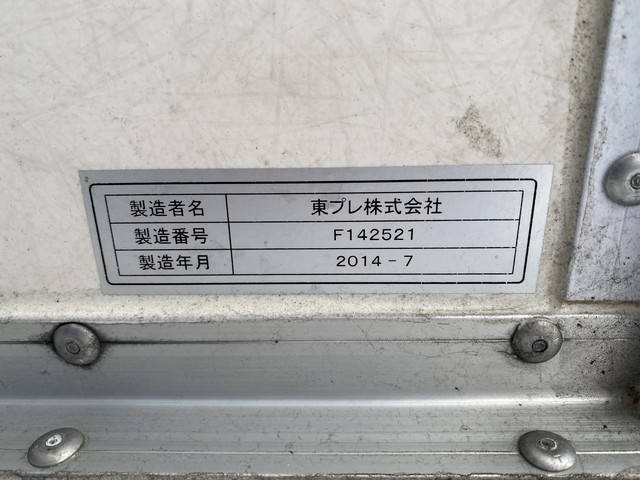 製造者名 東プレ株式会社
製造番号 F142521
製造年月 2014-7